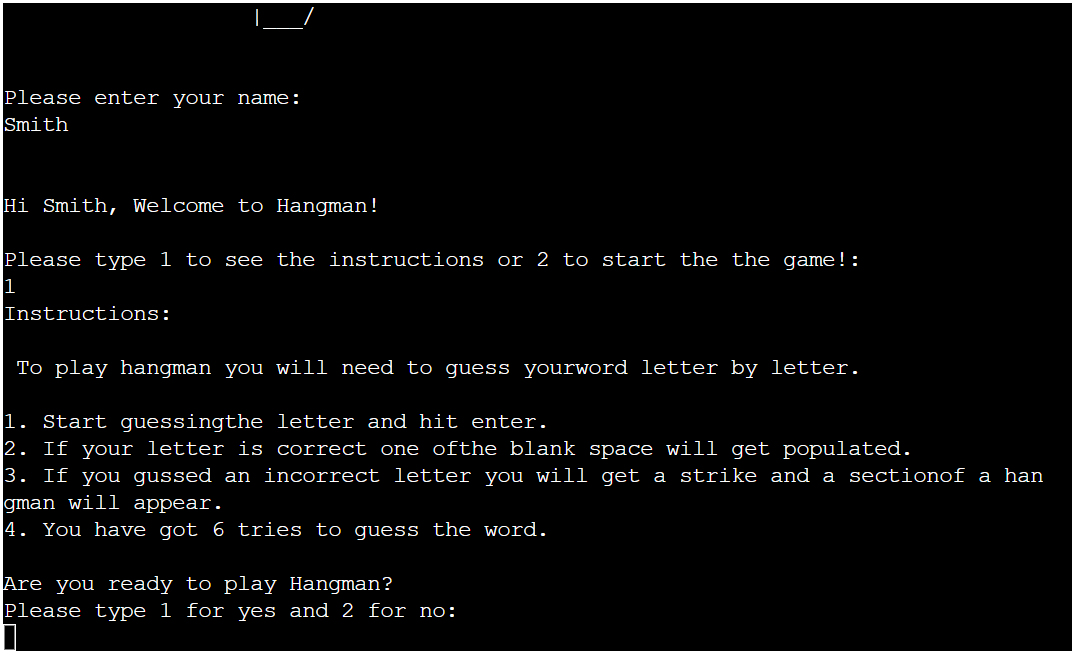 |___/
Please enter your name:
Smith
Hi Smith, Welcome to Hangman!
Please type 1 to see the instructions or 2 to start the the game!:
1
Instructions:
To play hangman you will need to guess yourword letter by letter.
1. Start guessingthe letter and hit enter.
2. If your letter is correct one ofthe blank space will get populated.
3. If you gussed an incorrect letter you will get a strike and a sectionof a han
gman will appear.
4. You have got 6 tries to guess the word.
Are you ready to play Hangman?
Please type 1 for yes and 2 for no: